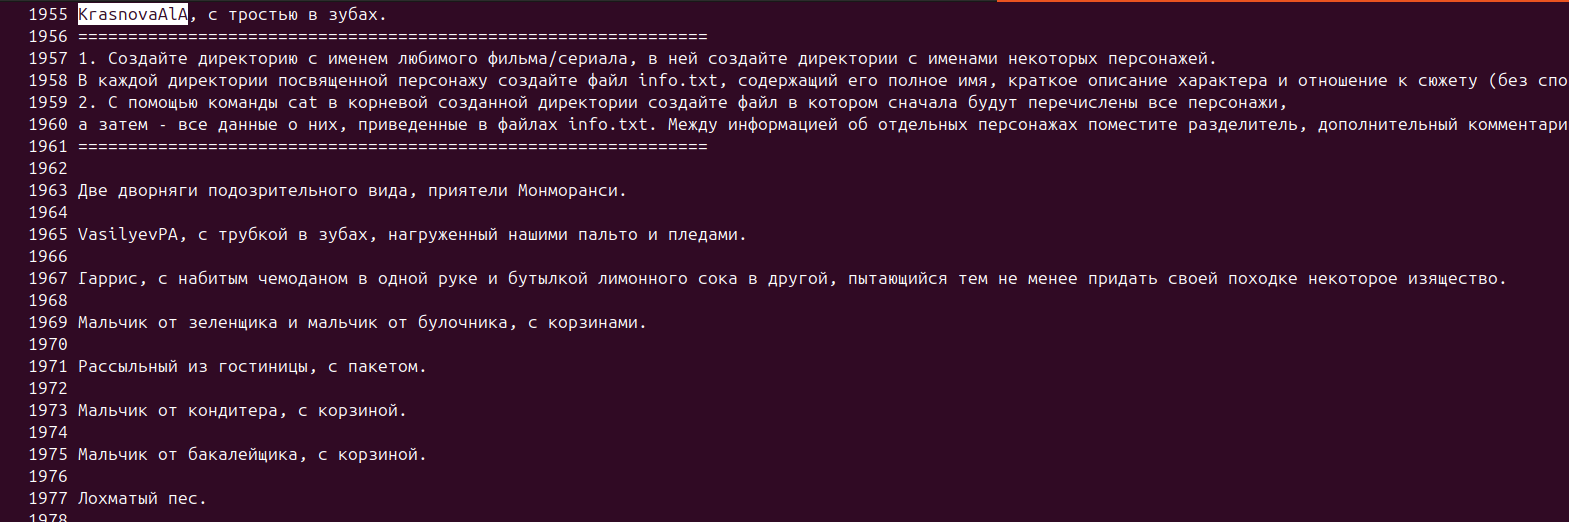 1955 KrasnovaAlA, с тростью в зубах.
1956 ===============================================================
1957 1. Создайте директорию с именем любимого фильма/сериала, в ней создайте директории с именами некоторых персонажей.
1958 В каждой директории посвященной персонажу создайте файл info.txt, содержащий его полное имя, краткое описание характера и отношение к сюжету (без спо
1959 2. С помощью команды cat в корневой созданной директории создайте файл в котором сначала будут перечислены все персонажи,
1960 а затем - все данные о них, приведенные в файлах info.txt. Между информацией об отдельных персонажах поместите разделитель, дополнительный комментари
1961 ===============================================================
1962
1963 Две дворняги подозрительного вида, приятели Монморанси.
1964
1965 VasilyevPA, с трубкой в зубах, нагруженный нашими пальто и пледами.
1966
1967 Гаррис, с набитым чемоданом в одной руке и бутылкой лимонного сока в другой, пытающийся тем не менее придать своей походке некоторое изящество.
1968
1969 Мальчик от зеленщика и мальчик от булочника, с корзинами.
1970
1971 Рассыльный из гостиницы, с пакетом.
1972
1973 Мальчик от кондитера, с корзиной.
1974
1975 Мальчик от бакалейщика, с корзиной.
1976
1977 Лохматый пес.
1978